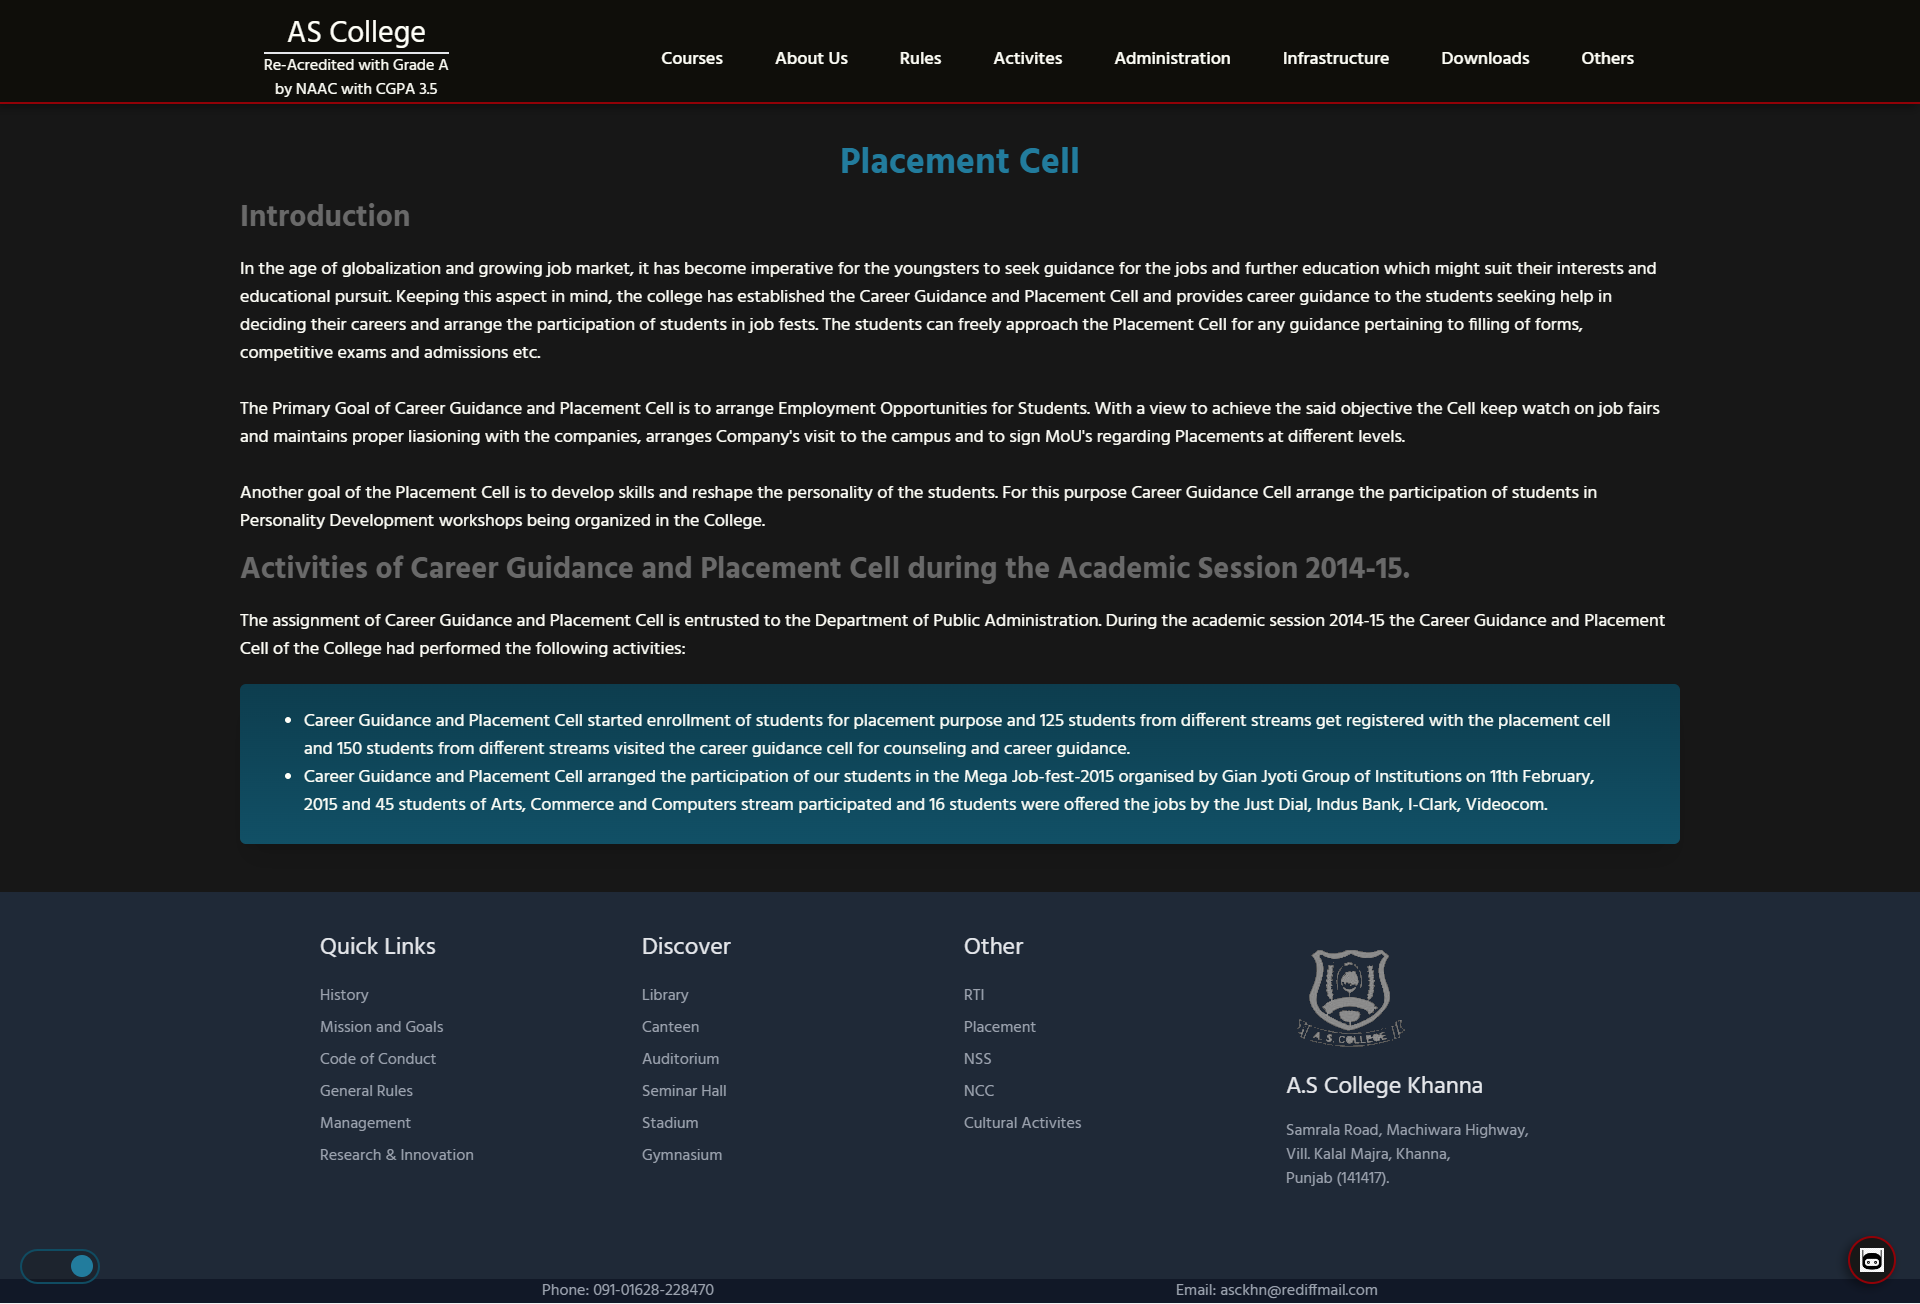 AS College
Re-Acredited with Grade A
by NAAC with CGPA 3.5
Courses
About Us
Rules
Activites
Administration
Infrastructure
Downloads
Others
Placement Cell
Introduction
In the age of globalization and growing job market, it has become imperative for the youngsters to seek guidance for the jobs and further education which might suit their interests and
educational pursuit. Keeping this aspect in mind, the college has established the Career Guidance and Placement Cell and provides career guidance to the students seeking help in
deciding their careers and arrange the participation of students in job fests. The students can freely approach the Placement Cell for any guidance pertaining to filling of forms,
competitive exams and admissions etc.
The Primary Goal of Career Guidance and Placement Cell is to arrange Employment Opportunities for Students. With a view to achieve the said objective the Cell keep watch on job fairs
and maintains proper liasioning with the companies, arranges Company's visit to the campus and to sign MoU's regarding Placements at different levels.
Another goal of the Placement Cell is to develop skills and reshape the personality of the students. For this purpose Career Guidance Cell arrange the participation of students in
Personality Development workshops being organized in the College.
Activities of Career Guidance and Placement Cell during the Academic Session 2014-15.
The assignment of Career Guidance and Placement Cell is entrusted to the Department of Public Administration. During the academic session 2014-15 the Career Guidance and Placement
Cell of the College had performed the following activities:
• Career Guidance and Placement Cell started enrollment of students for placement purpose and 125 students from different streams get registered with the placement cell
and 150 students from different streams visited the career guidance cell for counseling and career guidance.
• Career Guidance and Placement Cell arranged the participation of our students in the Mega Job-fest-2015 organised by Gian Jyoti Group of Institutions on 11th February,
2015 and 45 students of Arts, Commerce and Computers stream participated and 16 students were offered the jobs by the Just Dial, Indus Bank, I-Clark, Videocom.
Quick Links
History
Mission and Goals
Code of Conduct
General Rules
Management
Research & Innovation
Discover
Library
Canteen
Auditorium
Seminar Hall
Stadium
Gymnasium
Other
RTI
Placement
NSS
NCC
Cultural Activites
A. S. COLLEGE
A.S College Khanna
Samrala Road, Machiwara Highway,
Vill. Kalal Majra, Khanna,
Punjab (141417).
Phone: 091-01628-228470
Email: asckhn@rediffmail.com